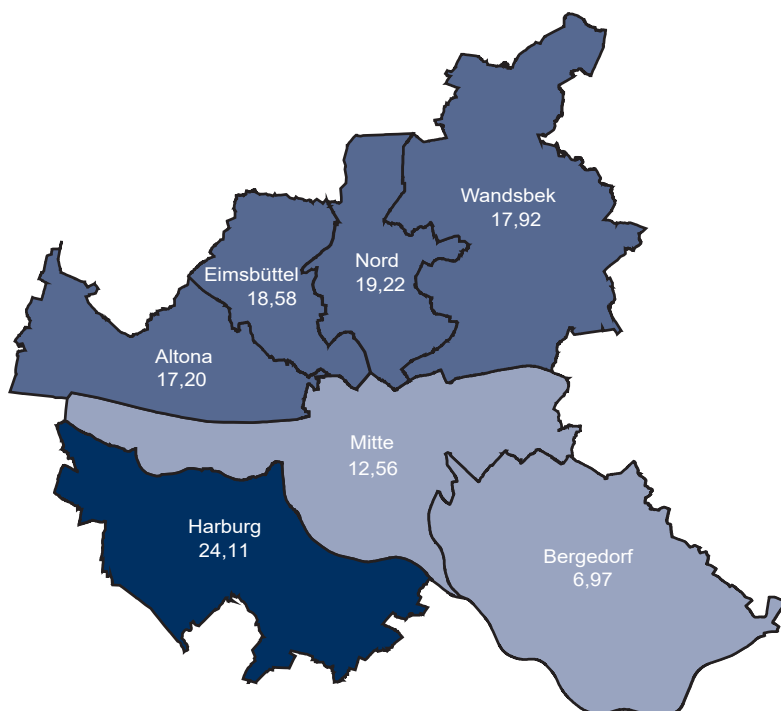 Wandsbek
17,92
Nord
19,22
Eimsbüttel
18,58
Altona
17,20
Mitte
12,56
Harburg
24,11
Bergedorf
6,97